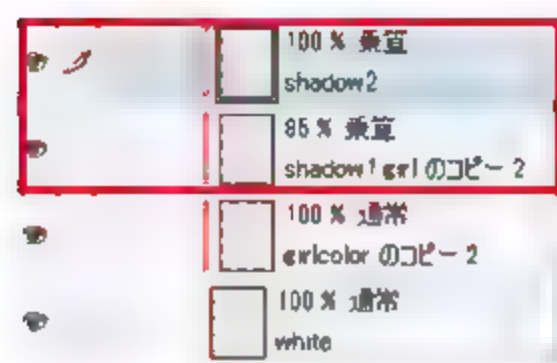 100 % 乗算
shadow2
85 % 乗算
shadow1 girl のコピー 2
100 % 通常
girlcolor のコピー 2
100 % 通常
white